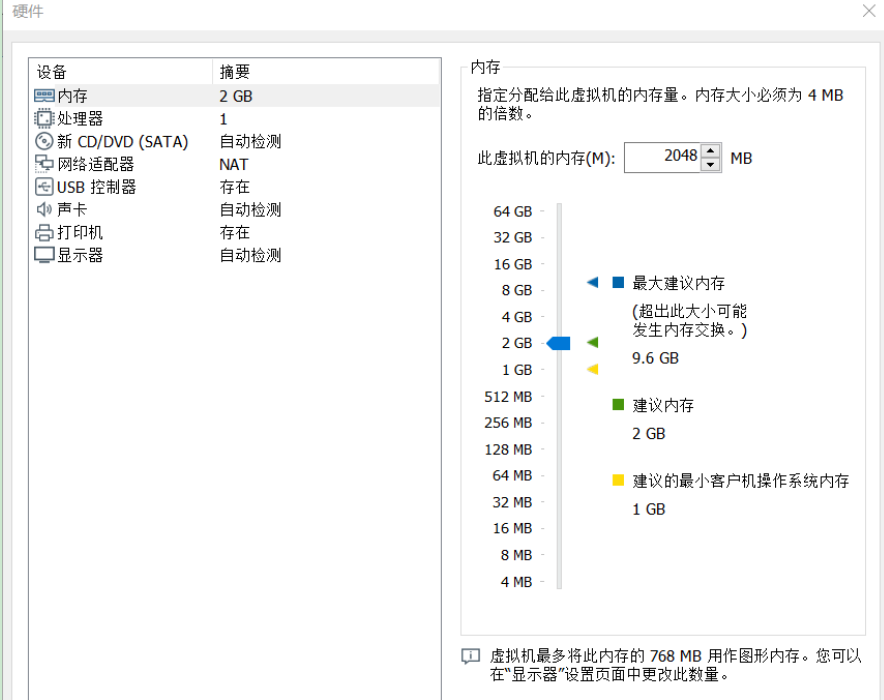 硬件
设备 摘要
内存 2 GB
处理器 1
新 CD/DVD (SATA) 自动检测
网络适配器 NAT
USB 控制器 存在
声卡 自动检测
打印机 存在
显示器 自动检测
内存
指定分配给此虚拟机的内存量。内存大小必须为 4 MB
的倍数。
此虚拟机的内存(M): 2048 MB
64 GB
32 GB
16 GB
8 GB
4 GB
2 GB
1 GB
512 MB
256 MB
128 MB
64 MB
32 MB
16 MB
8 MB
4 MB
最大建议内存
(超出此大小可能
发生内存交换。)
9.6 GB
建议内存
2 GB
建议的最小客户机操作系统内存
1 GB
虚拟机最多将此内存的 768 MB 用作图形内存。您可以
在“显示器”设置页面中更改此数量。